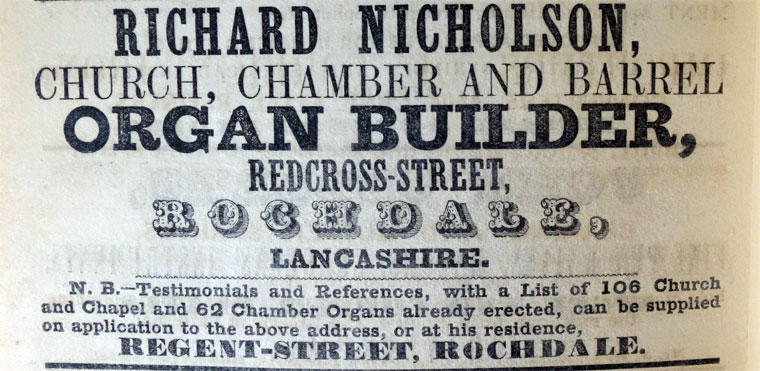 RICHARD NICHOLSON,
CHURCH, CHAMBER AND BARREL
ORGAN BUILDER,
REDCROSS-STREET,
ROCHDALE,
LANCASHIRE.
N. B.—Testimonials and References, with a List of 106 Church
and Chapel and 62 Chamber Organs already erected, can be supplied
on application to the above address, or at his residence,
REGENT-STREET, ROCHDALE.